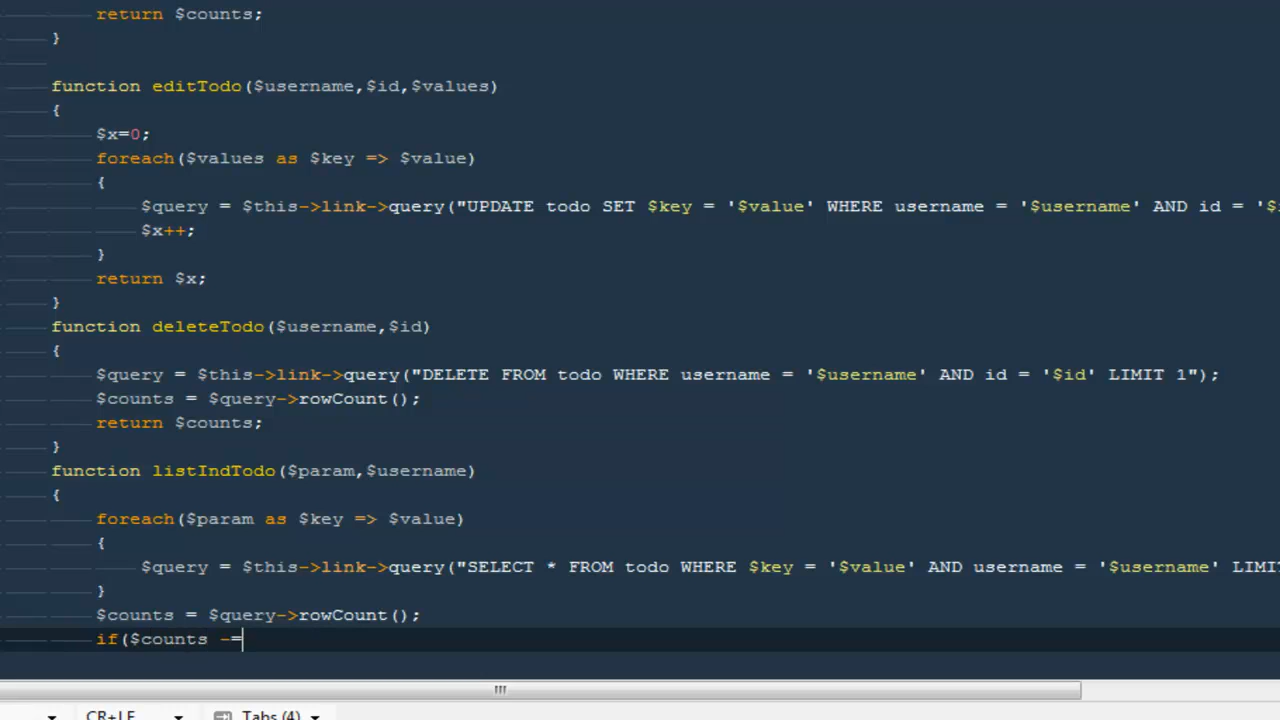 return $counts;
}
function editTodo($username,$id,$values)
{
$x=0;
foreach($values as $key => $value)
{
$query = $this->link->query("UPDATE todo SET $key = '$value' WHERE username = '$username' AND id = '$
$x++;
}
return $x;
}
function deleteTodo($username,$id)
{
$query = $this->link->query("DELETE FROM todo WHERE username = '$username' AND id = '$id' LIMIT 1");
$counts = $query->rowCount();
return $counts;
}
function listIndTodo($param,$username)
{
foreach($param as $key => $value)
{
$query = $this->link->query("SELECT * FROM todo WHERE $key = '$value' AND username = '$username' LIMI
}
$counts = $query->rowCount();
if($counts -=
CR+LF Tabs (4)